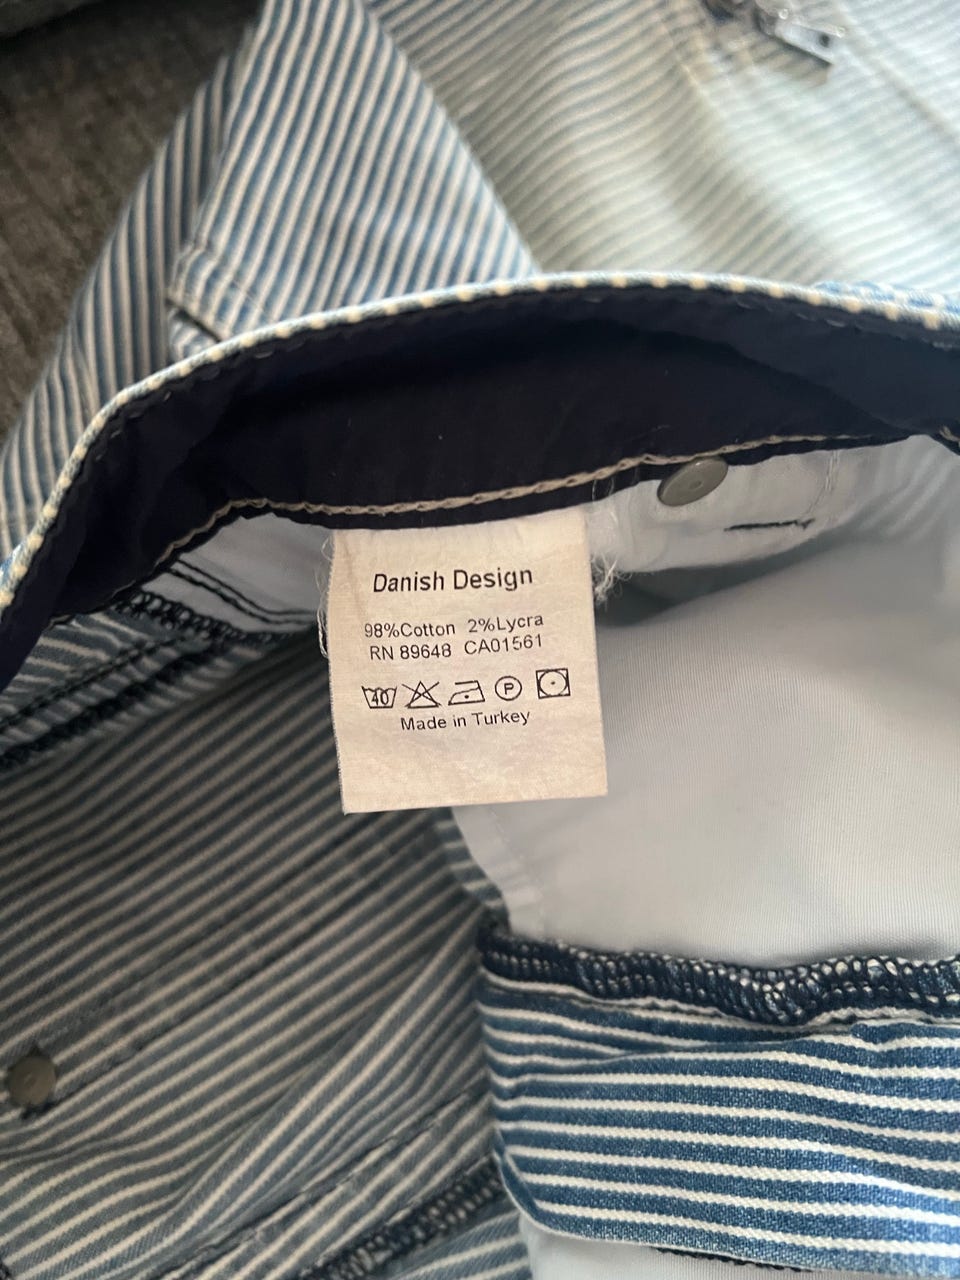 Danish Design
98%Cotton 2%Lycra
RN 89648 CA01561
40 P
Made in Turkey